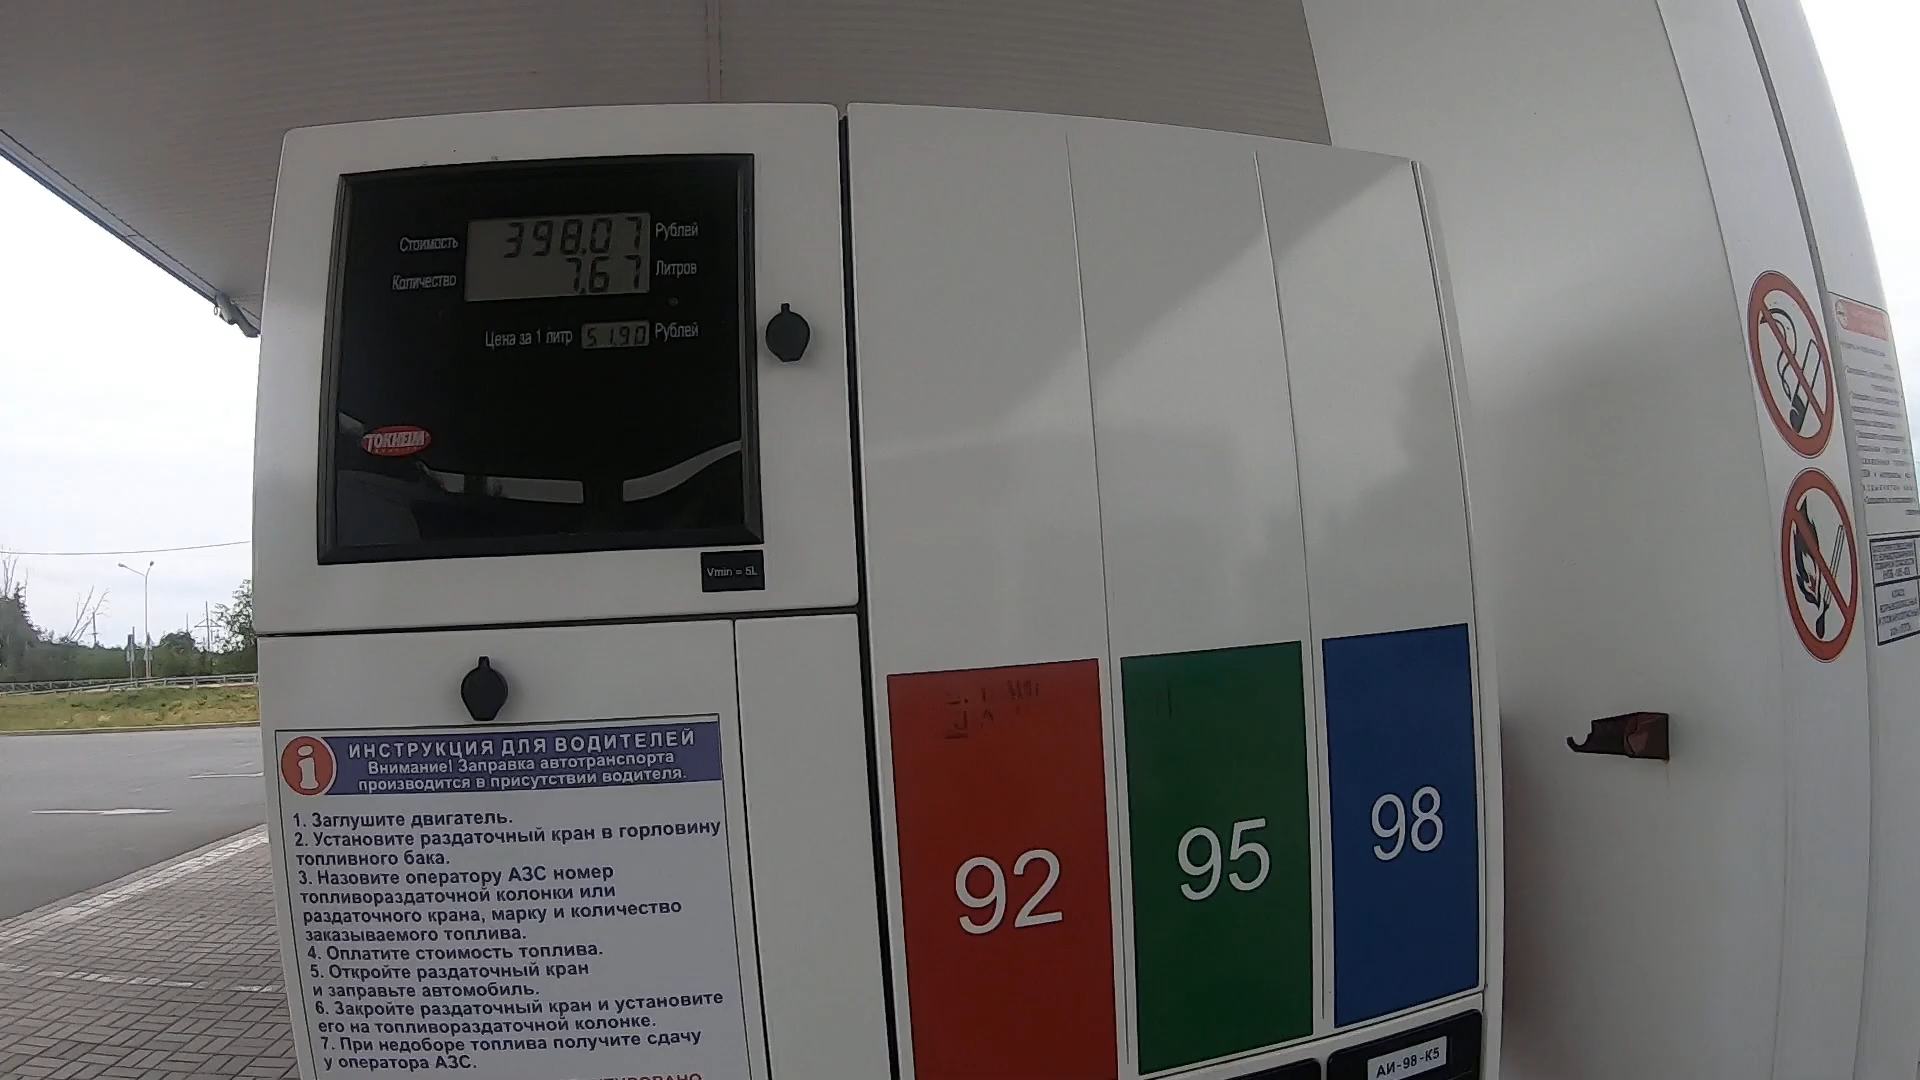 Стоимость 398.07 Рублей
Количество 7.67 Литров
Цена за 1 литр 51.90 Рублей
TOKHEIM
Vmin = 5L
ИНСТРУКЦИЯ ДЛЯ ВОДИТЕЛЕЙ
Внимание! Заправка автотранспорта
производится в присутствии водителя.
1. Заглушите двигатель.
2. Установите раздаточный кран в горловину
топливного бака.
3. Назовите оператору АЗС номер
топливораздаточной колонки или
раздаточного крана, марку и количество
заказываемого топлива.
4. Оплатите стоимость топлива.
5. Откройте раздаточный кран
и заправьте автомобиль.
6. Закройте раздаточный кран и установите
его на топливораздаточной колонке.
7. При недоборе топлива получите сдачу
у оператора АЗС.
92
95
98
АИ-98-К5